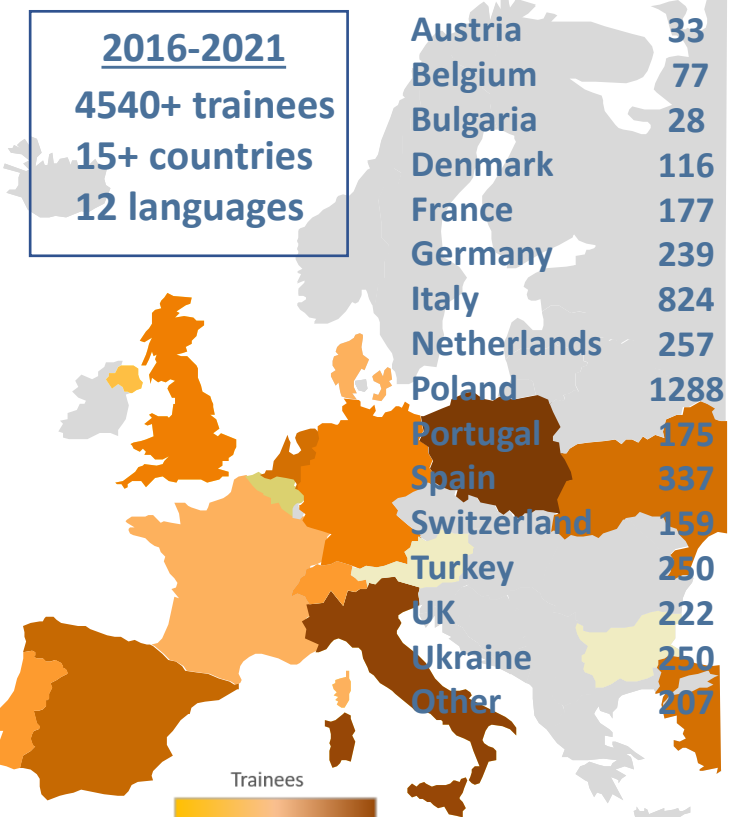 2016-2021
4540+ trainees
15+ countries
12 languages
Austria 33
Belgium 77
Bulgaria 28
Denmark 116
France 177
Germany 239
Italy 824
Netherlands 257
Poland 1288
Portugal 175
Spain 337
Switzerland 159
Turkey 250
UK 222
Ukraine 250
Other 207
Trainees